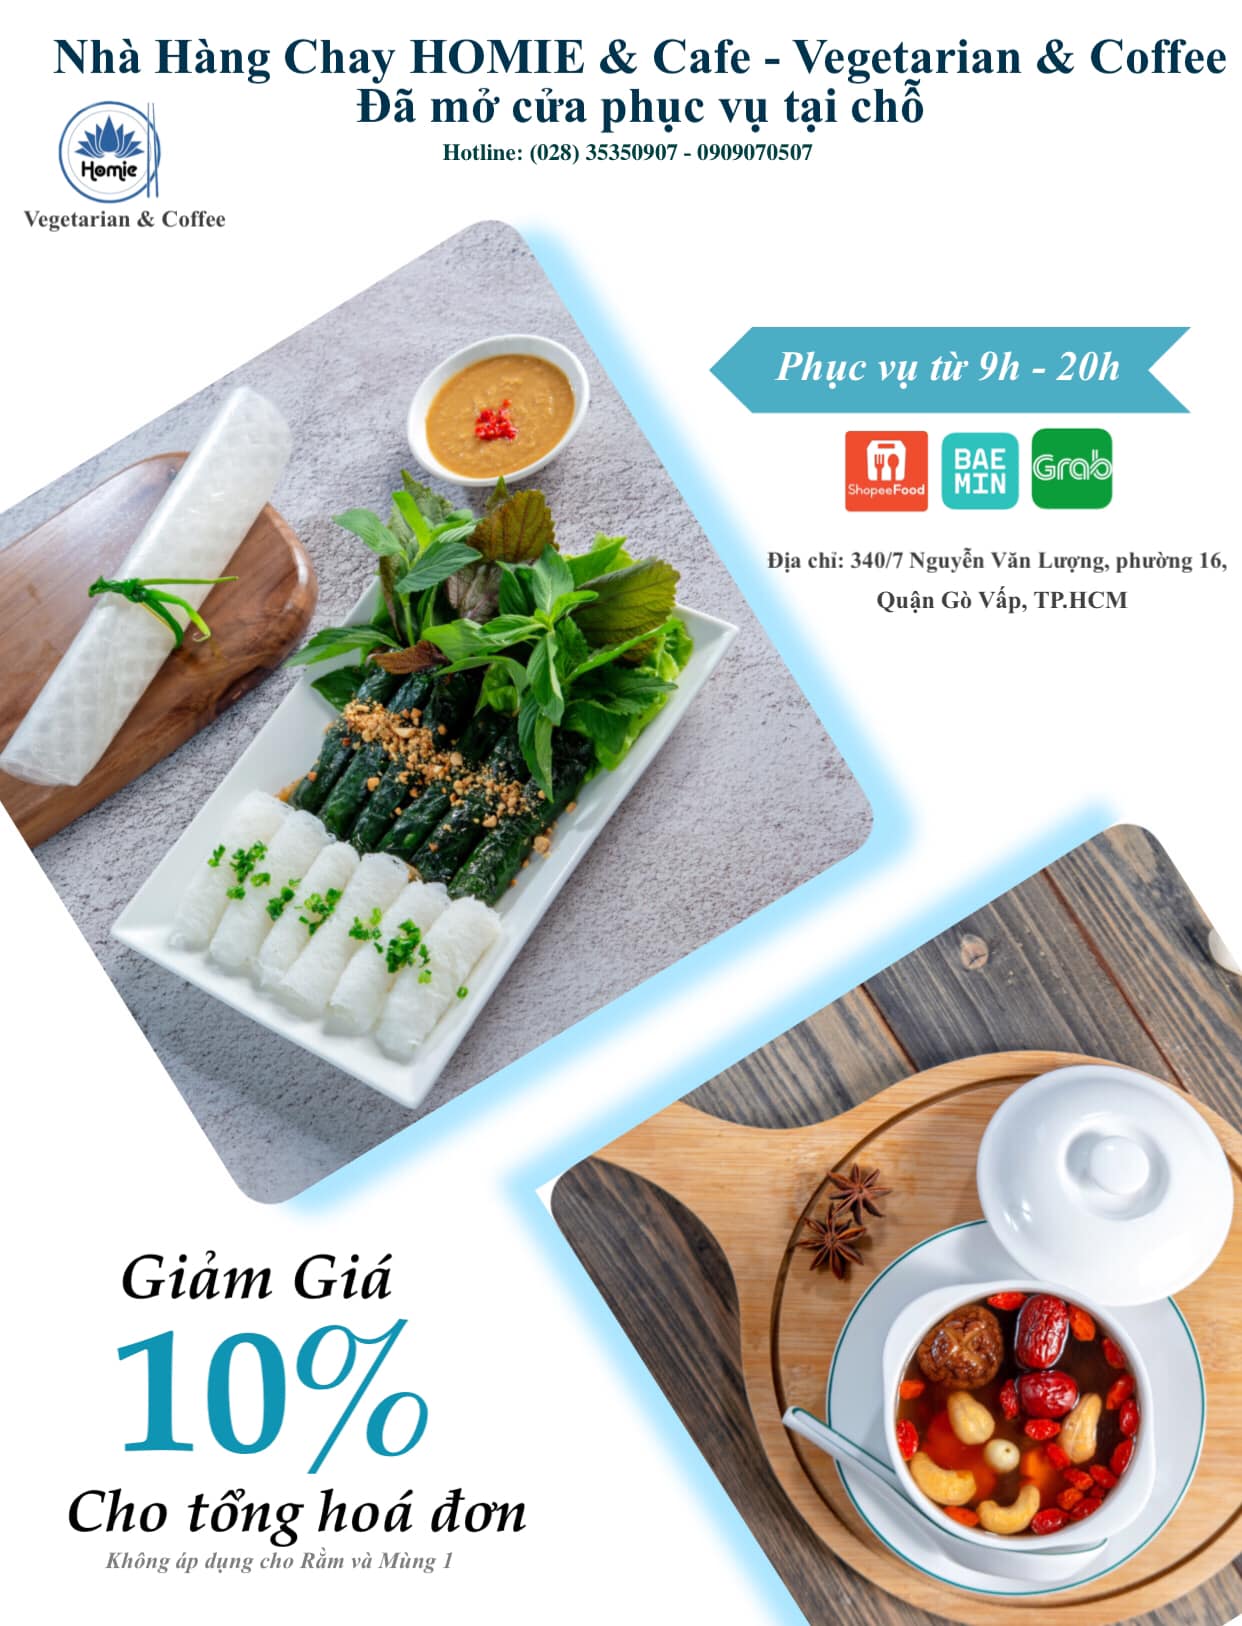 Nhà Hàng Chay HOMIE & Cafe - Vegetarian & Coffee
Đã mở cửa phục vụ tại chỗ
Hotline: (028) 35350907 - 0909070507
Homie
Vegetarian & Coffee
Phục vụ từ 9h - 20h
ShopeeFood
BAE
MIN
Grab
Địa chỉ: 340/7 Nguyễn Văn Lượng, phường 16,
Quận Gò Vấp, TP.HCM
Giảm Giá
10%
Cho tổng hoá đơn
Không áp dụng cho Rằm và Mùng 1